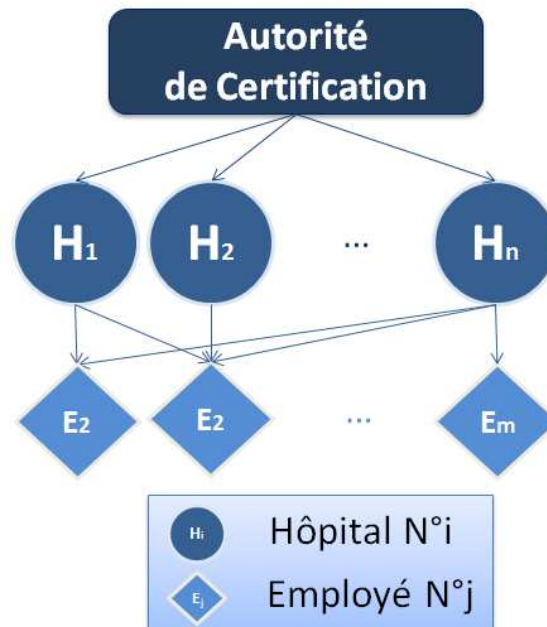 Autorité
de Certification
H1 H2 ... Hn
E2 E2 ... Em
Hi Hôpital N°i
Ej Employé N°j